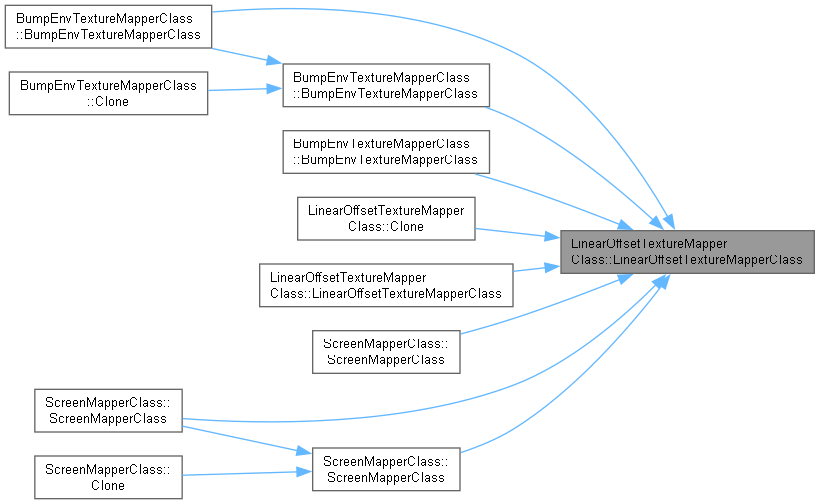 BumpEnvTextureMapperClass
::BumpEnvTextureMapperClass
BumpEnvTextureMapperClass
::Clone
BumpEnvTextureMapperClass
::BumpEnvTextureMapperClass
BumpEnvTextureMapperClass
::BumpEnvTextureMapperClass
LinearOffsetTextureMapper
Class::Clone
LinearOffsetTextureMapper
Class::LinearOffsetTextureMapperClass
LinearOffsetTextureMapper
Class::LinearOffsetTextureMapperClass
ScreenMapperClass::
ScreenMapperClass
ScreenMapperClass::
ScreenMapperClass
ScreenMapperClass::
ScreenMapperClass
ScreenMapperClass::
Clone